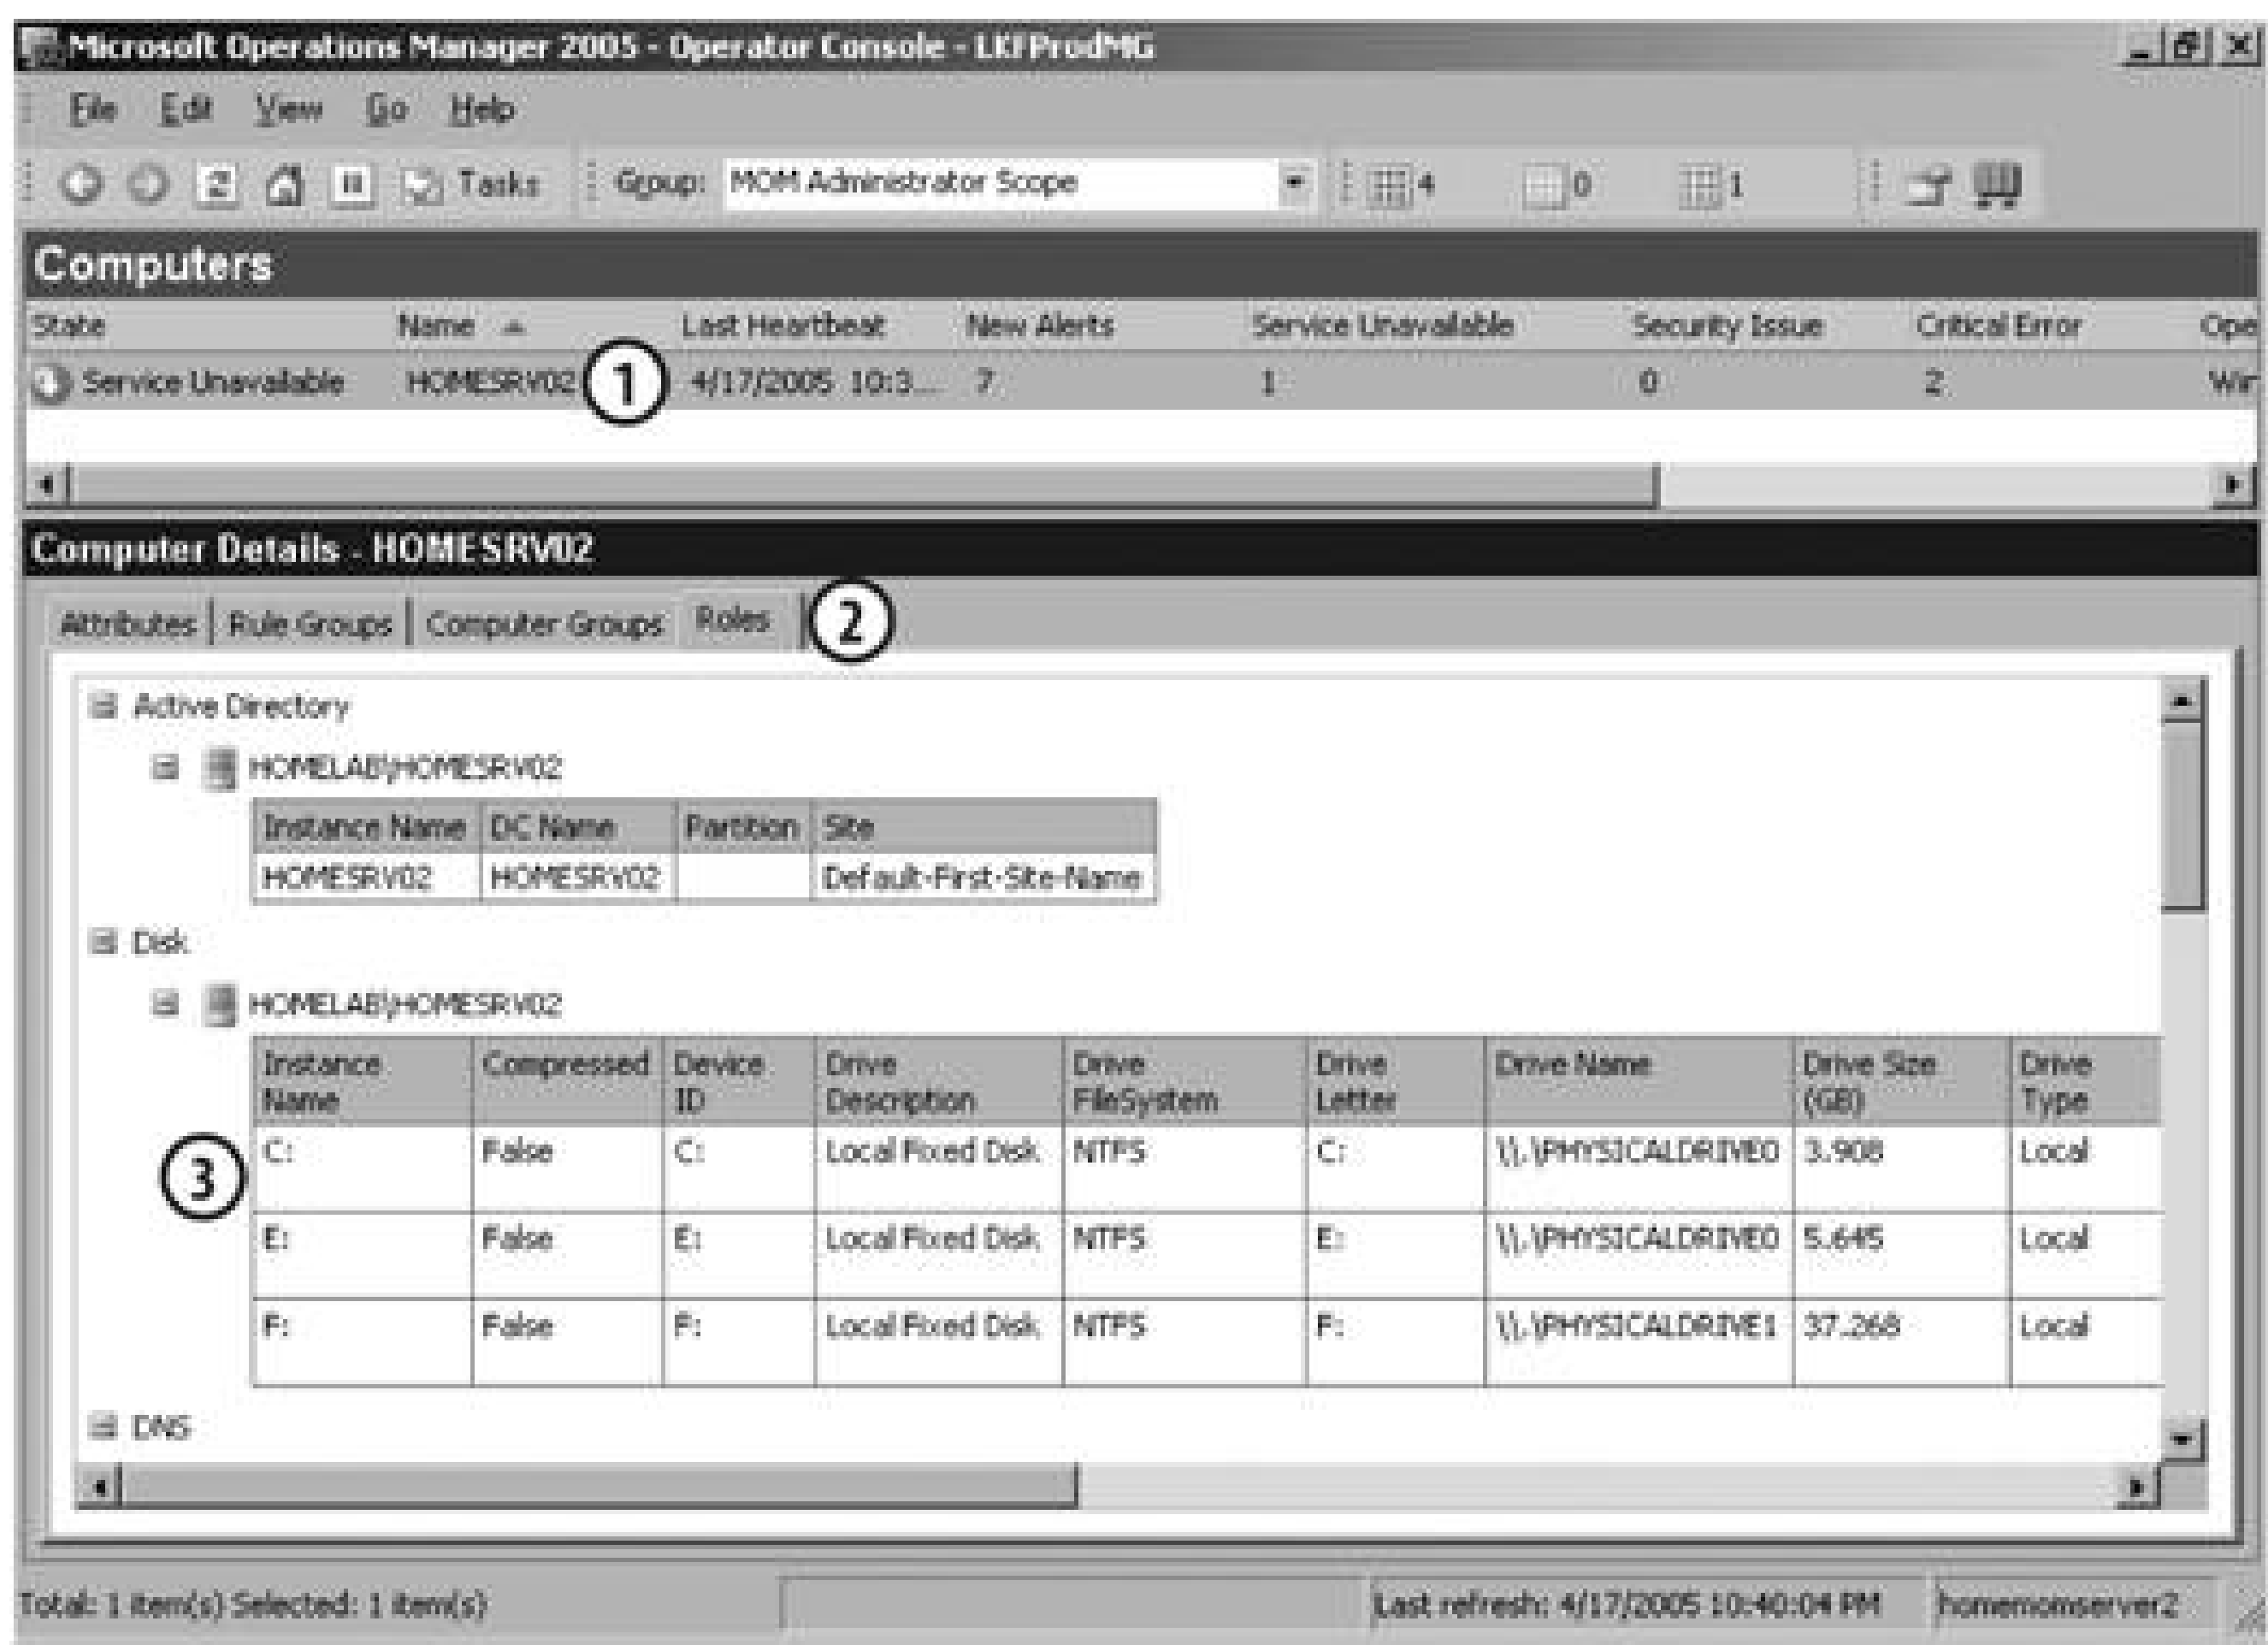 Microsoft Operations Manager 2005 - Operator Console - LKFProdMG
File Edit View Go Help
Tasks Group: MOM Administrator Scope 4 0 1
Computers
State Name Last Heartbeat New Alerts Service Unavailable Security Issue Critical Error Ope
Service Unavailable HOMESRV02 1 4/17/2005 10:3... 7 1 0 2 Wir
Computer Details - HOMESRV02
Attributes Rule Groups Computer Groups Roles 2
Active Directory
HOMELAB\HOMESRV02
Instance Name DC Name Partition Site
HOMESRV02 HOMESRV02 Default-First-Site-Name
Disk
HOMELAB\HOMESRV02
Instance Name Compressed Device ID Drive Description Drive FileSystem Drive Letter Drive Name Drive Size (GB) Drive Type
3 C: False C: Local Fixed Disk NTFS C: \\.\PHYSICALDRIVE0 3.908 Local
E: False E: Local Fixed Disk NTFS E: \\.\PHYSICALDRIVE0 5.645 Local
F: False F: Local Fixed Disk NTFS F: \\.\PHYSICALDRIVE1 37.268 Local
DNS
Total: 1 item(s) Selected: 1 item(s) Last refresh: 4/17/2005 10:40:04 PM homemomserver2